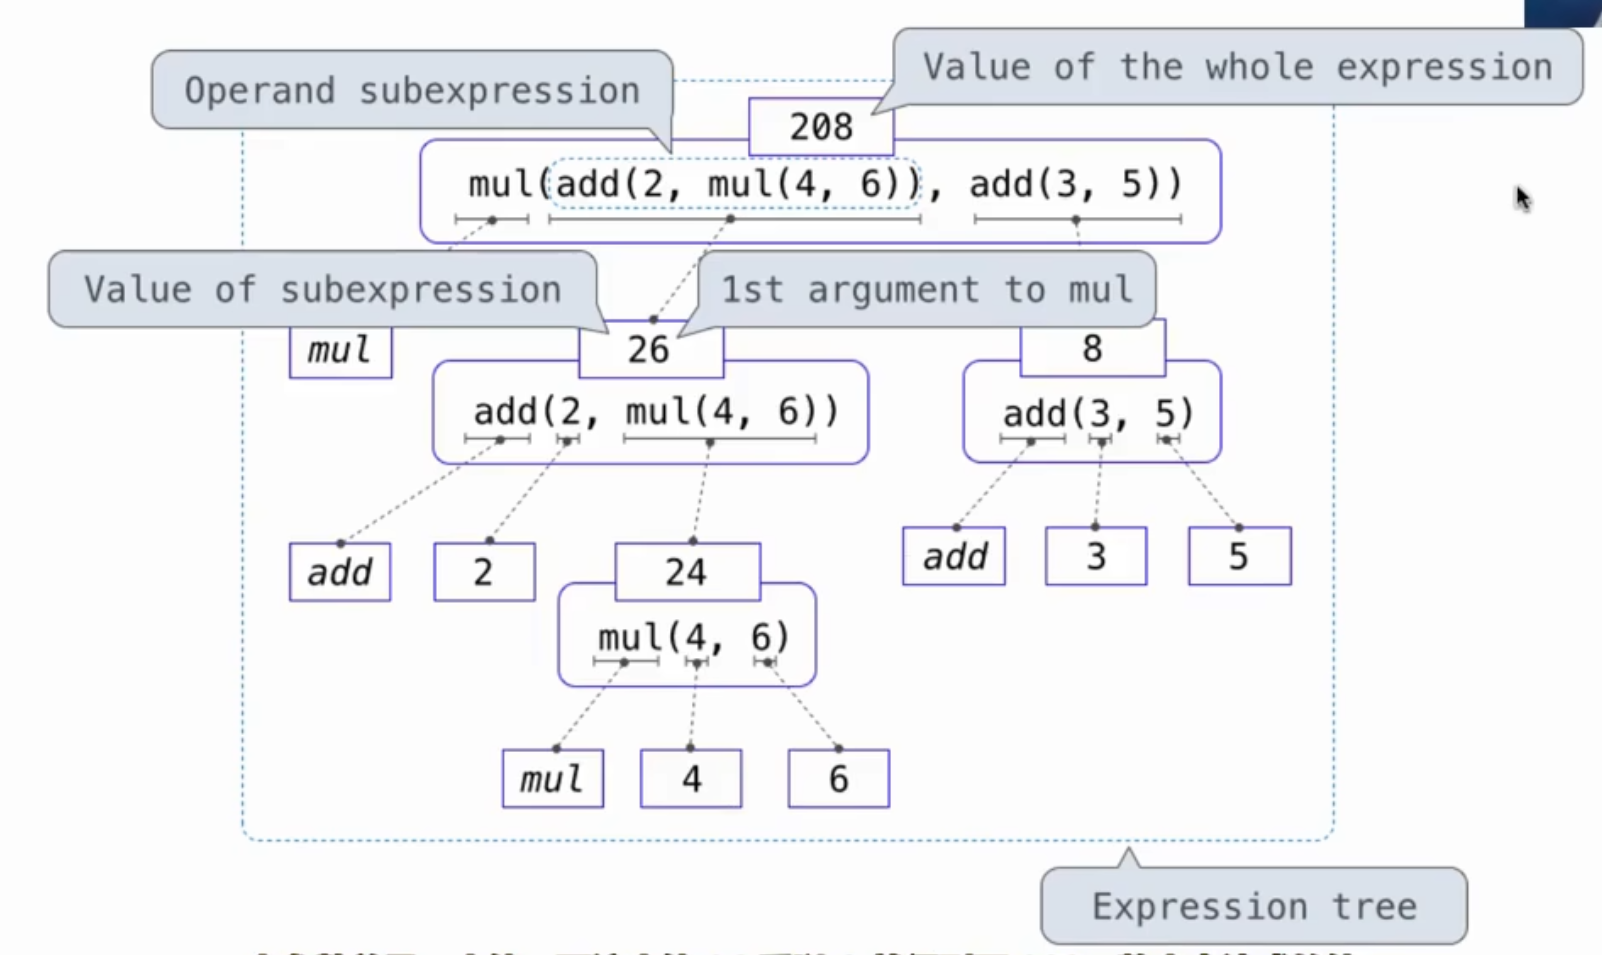 Operand subexpression
Value of the whole expression
208
mul(add(2, mul(4, 6)), add(3, 5))
Value of subexpression
1st argument to mul
mul
26
8
add(2, mul(4, 6))
add(3, 5)
add
2
24
add
3
5
mul(4, 6)
mul
4
6
Expression tree